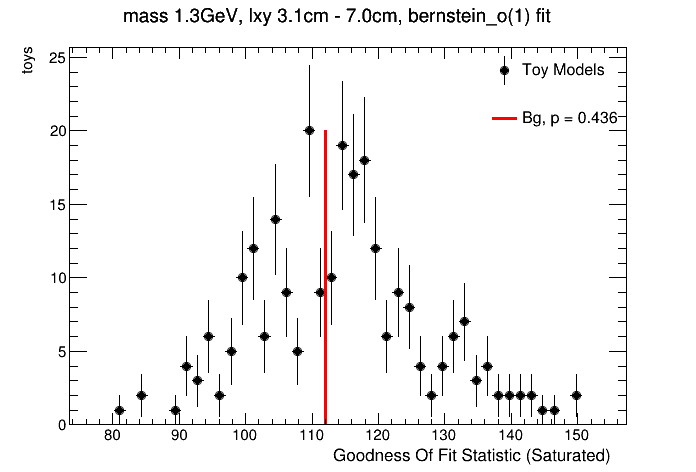 mass 1.3GeV, lxy 3.1cm - 7.0cm, bernstein_o(1) fit
toys
25
20
15
10
5
0
Toy Models
Bg, p = 0.436
80 90 100 110 120 130 140 150
Goodness Of Fit Statistic (Saturated)